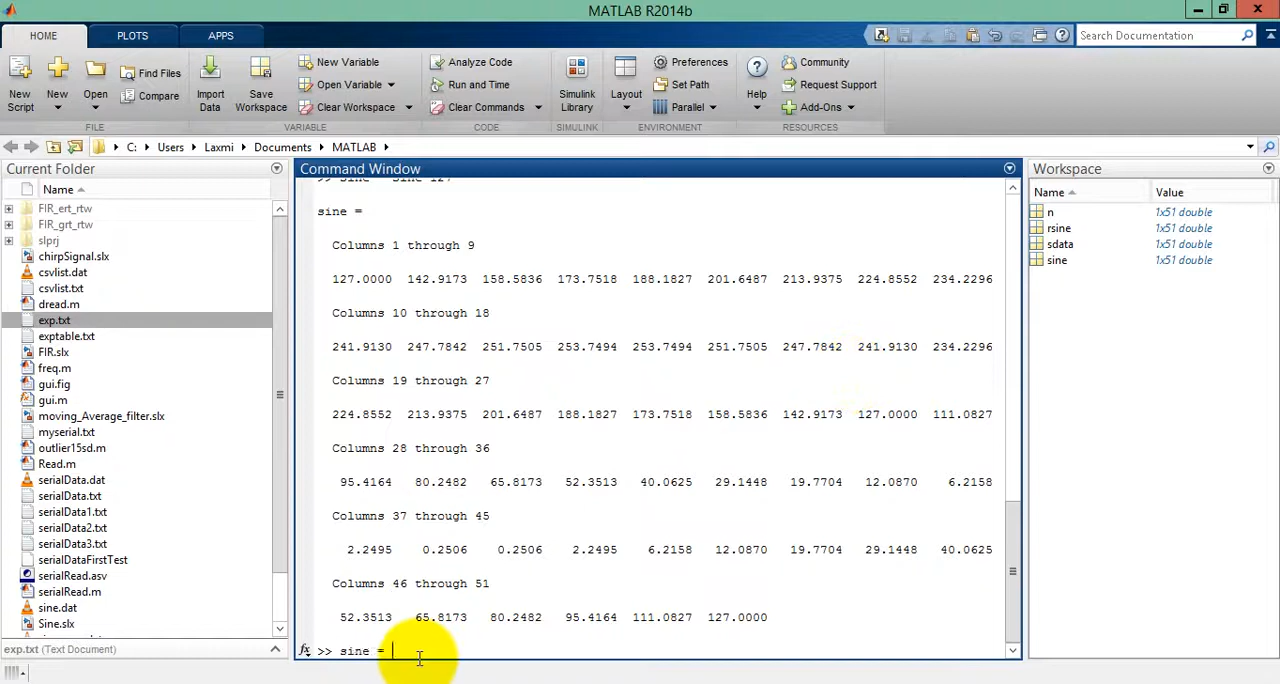 MATLAB R2014b
HOME PLOTS APPS Search Documentation
New Script New Open Find Files Compare Import Data Save Workspace New Variable Open Variable Clear Workspace Analyze Code Run and Time Clear Commands Simulink Library Layout Preferences Set Path Parallel Help Community Request Support Add-Ons
FILE VARIABLE CODE SIMULINK ENVIRONMENT RESOURCES
C: Users Laxmi Documents MATLAB
Current Folder
Name
FIR_ert_rtw
FIR_grt_rtw
slprj
chirpSignal.slx
csvlist.dat
csvlist.txt
dread.m
exp.txt
exptable.txt
FIR.slx
freq.m
gui.fig
gui.m
moving_Average_filter.slx
myserial.txt
outlier15sd.m
Read.m
serialData.dat
serialData.txt
serialData1.txt
serialData2.txt
serialData3.txt
serialDataFirstTest
serialRead.asv
serialRead.m
sine.dat
Sine.slx
exp.txt (Text Document)
Command Window
sine =
Columns 1 through 9
127.0000 142.9173 158.5836 173.7518 188.1827 201.6487 213.9375 224.8552 234.2296
Columns 10 through 18
241.9130 247.7842 251.7505 253.7494 253.7494 251.7505 247.7842 241.9130 234.2296
Columns 19 through 27
224.8552 213.9375 201.6487 188.1827 173.7518 158.5836 142.9173 127.0000 111.0827
Columns 28 through 36
95.4164 80.2482 65.8173 52.3513 40.0625 29.1448 19.7704 12.0870 6.2158
Columns 37 through 45
2.2495 0.2506 0.2506 2.2495 6.2158 12.0870 19.7704 29.1448 40.0625
Columns 46 through 51
52.3513 65.8173 80.2482 95.4164 111.0827 127.0000
fx >> sine =
Workspace
Name Value
n 1x51 double
rsine 1x51 double
sdata 1x51 double
sine 1x51 double